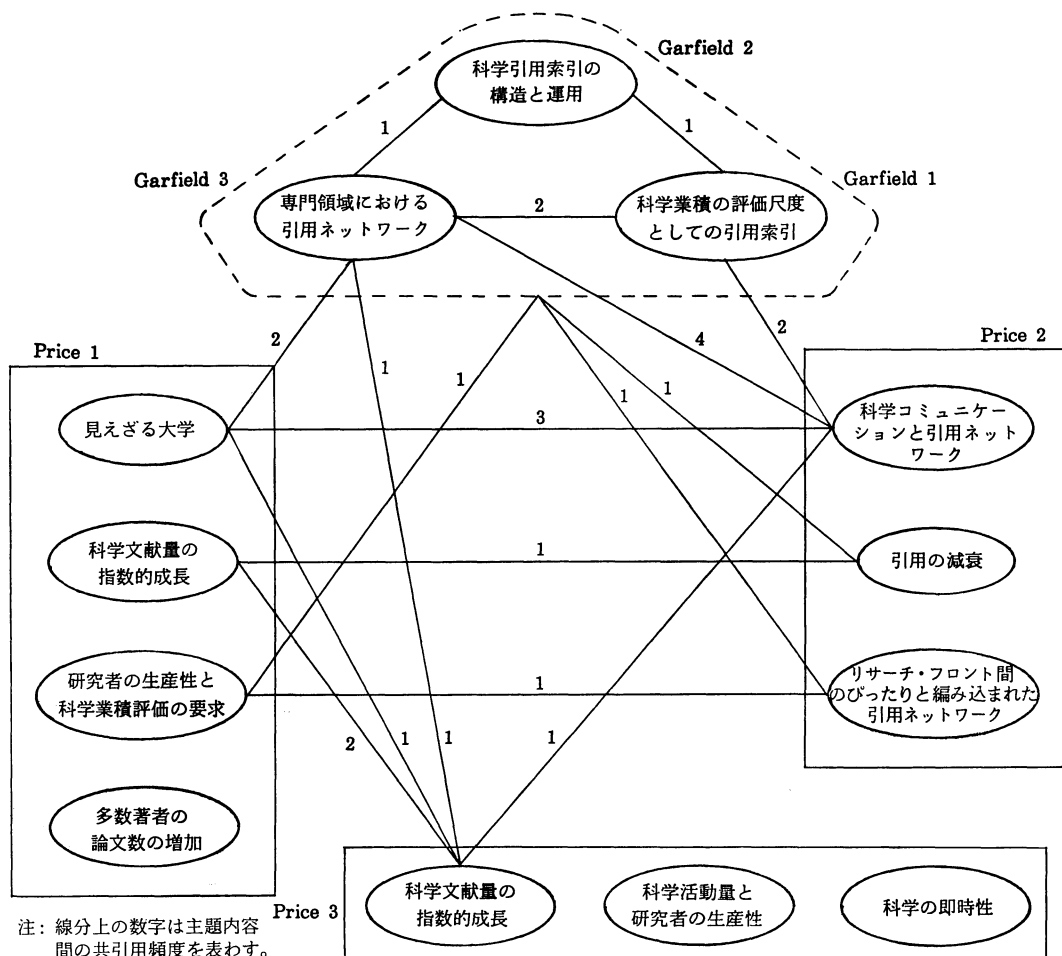 Garfield 2
科学引用索引の
構造と運用
1
1
Garfield 3
Garfield 1
専門領域における
引用ネットワーク
2
科学業績の評価尺度
としての引用索引
2
1
1
4
2
1
1
Price 1
Price 2
見えざる大学
3
科学コミュニケー
ションと引用ネット
ワーク
科学文献量の
指数的成長
1
引用の減衰
研究者の生産性と
科学業績評価の要求
1
リサーチ・フロント間
のぴったりと編み込まれた
引用ネットワーク
2
1
1
1
多数著者の
論文数の増加
Price 3
科学文献量の
指数的成長
科学活動量と
研究者の生産性
科学の即時性
注: 線分上の数字は主題内容
間の共引用頻度を表わす。